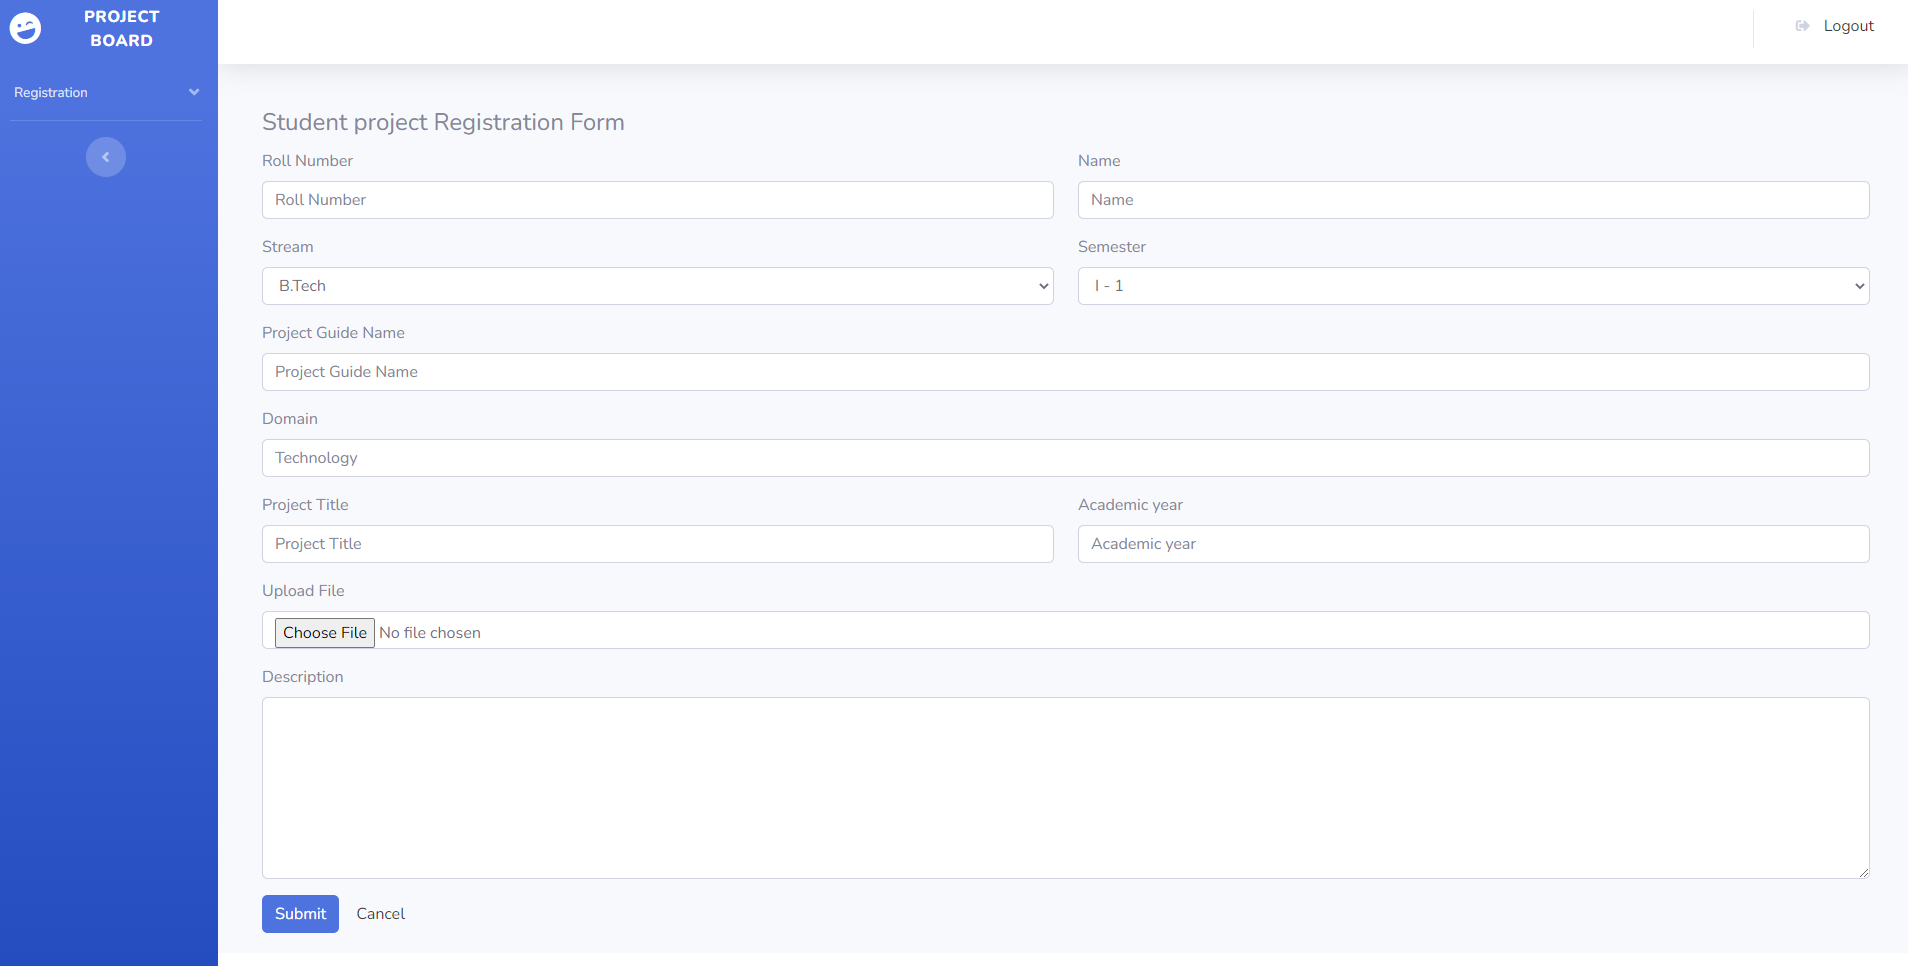 PROJECT
BOARD
Logout
Registration
Student project Registration Form
Roll Number
Name
Roll Number
Name
Stream
Semester
B.Tech
I - 1
Project Guide Name
Project Guide Name
Domain
Technology
Project Title
Academic year
Project Title
Academic year
Upload File
Choose File No file chosen
Description
Submit
Cancel